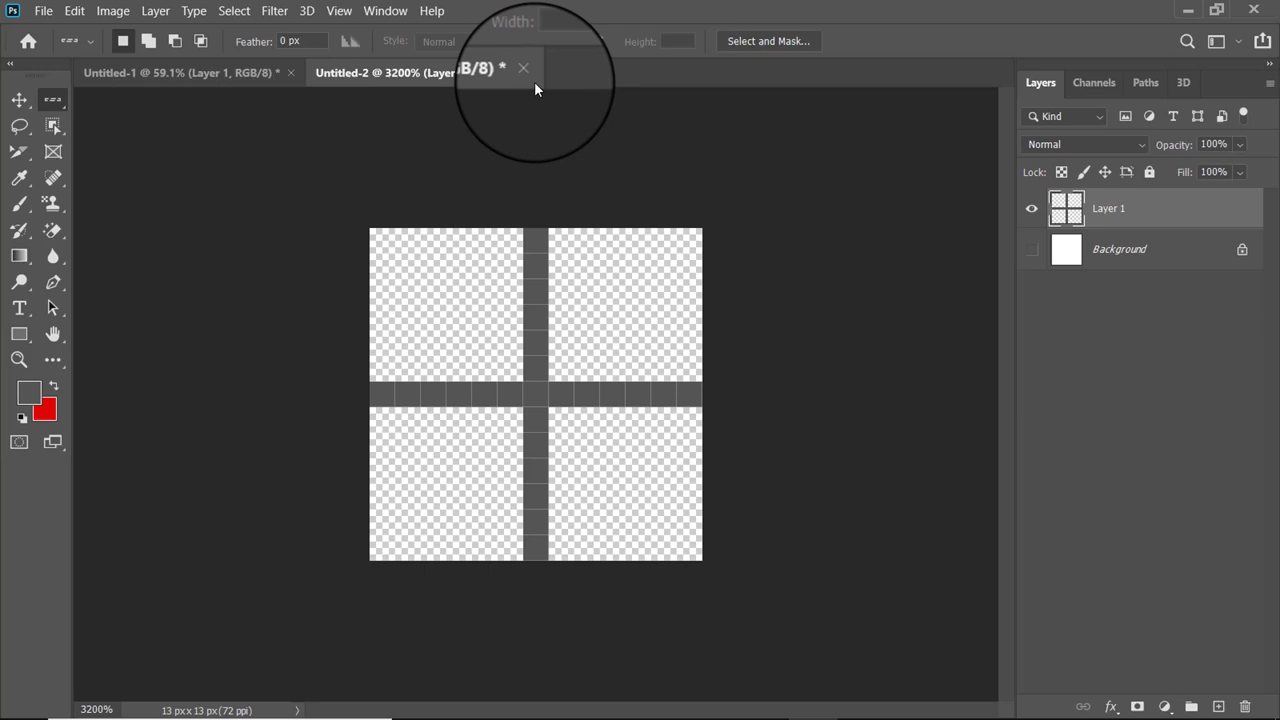 Ps File Edit Image Layer Type Select Filter 3D View Window Help
Width:
Feather: 0 px Style: Normal Height: Select and Mask...
Untitled-1 @ 59.1% (Layer 1, RGB/8) * × Untitled-2 @ 3200% (Layer B/8) * ×
Layers Channels Paths 3D
Kind
Normal Opacity: 100%
Lock: Fill: 100%
Layer 1
Background
T
fx
3200% 13 px x 13 px (72 ppi)